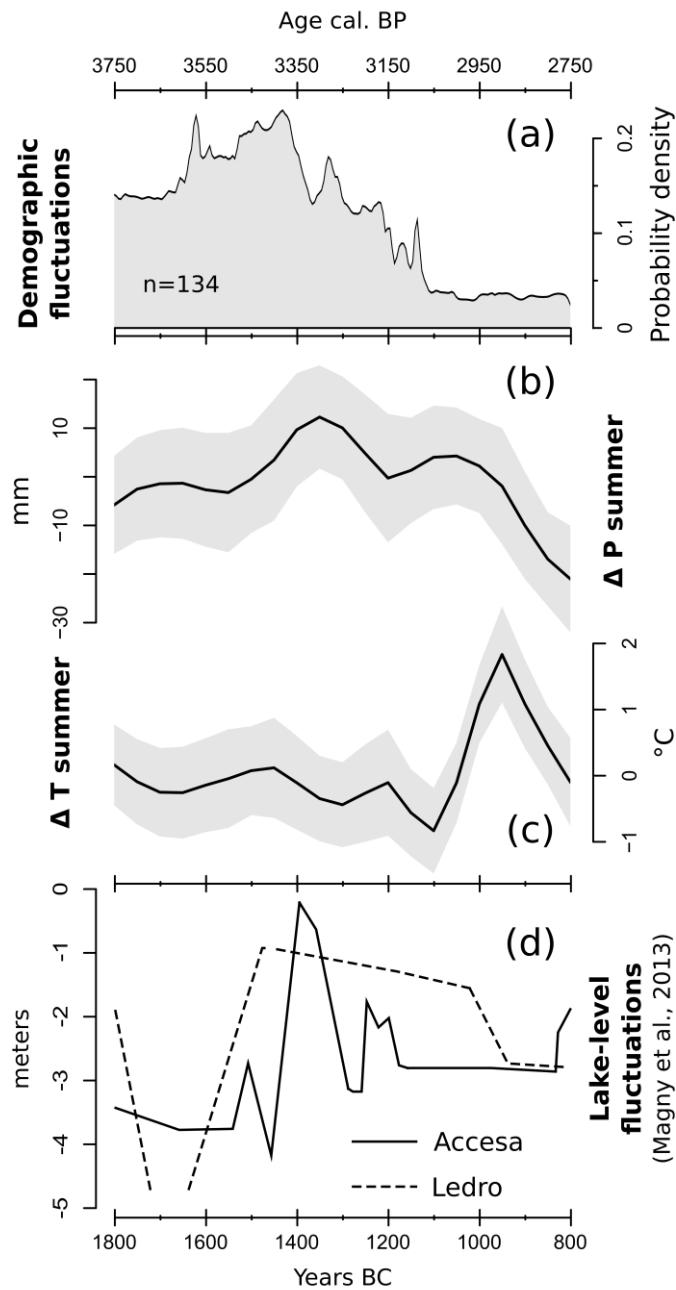 Age cal. BP
3750 3550 3350 3150 2950 2750
(a)
Demographic
fluctuations
n=134
0.2
0.1
0
Probability density
(b)
10
−10
−30
mm
Δ P summer
2
1
0
−1
°C
Δ T summer
(c)
0
-1
-2
-3
-4
-5
meters
(d)
Lake-level
fluctuations
(Magny et al., 2013)
Accesa
Ledro
1800 1600 1400 1200 1000 800
Years BC